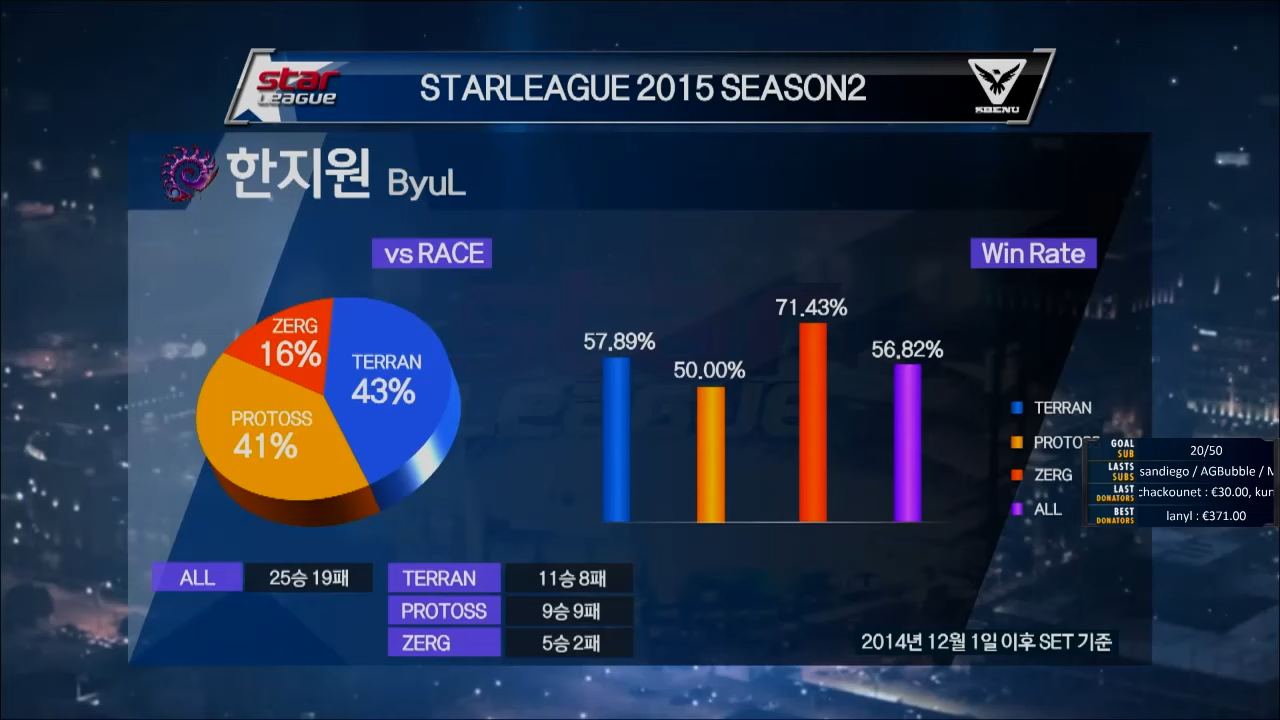 star
LEAGUE
STARLEAGUE 2015 SEASON2
SBENU
한지원 ByuL
vs RACE
Win Rate
ZERG
16%
TERRAN
43%
PROTOSS
41%
57.89%
50.00%
71.43%
56.82%
TERRAN
PROTOSS
ZERG
ALL
GOAL SUB 20/50
LASTS SUBS sandiego / AGBubble / M
LAST DONATORS chackounet : €30.00, kur
BEST DONATORS lanyl : €371.00
ALL 25승 19패
TERRAN 11승 8패
PROTOSS 9승 9패
ZERG 5승 2패
2014년 12월 1일 이후 SET 기준